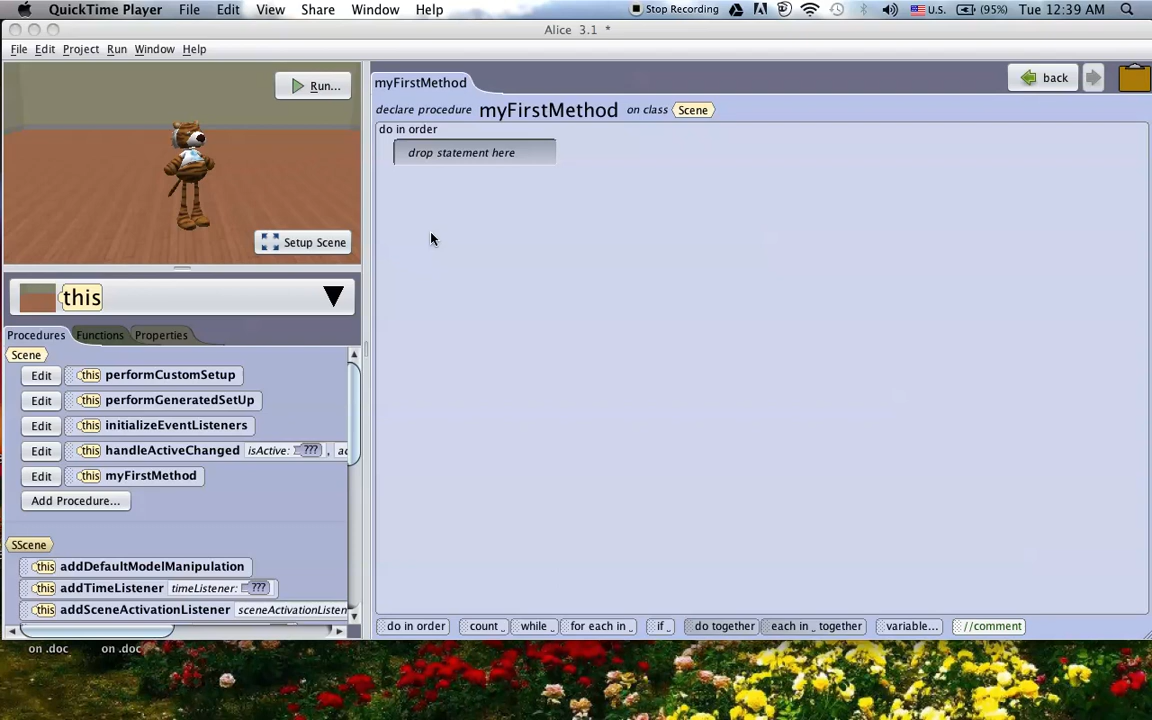 QuickTime Player File Edit View Share Window Help Stop Recording U.S. (95%) Tue 12:39 AM
Alice 3.1 *
File Edit Project Run Window Help
Run...
myFirstMethod
back
declare procedure myFirstMethod on class Scene
do in order
drop statement here
Setup Scene
this
Procedures Functions Properties
Scene
Edit this performCustomSetup
Edit this performGeneratedSetUp
Edit this initializeEventListeners
Edit this handleActiveChanged isActive: ??? , ac
Edit this myFirstMethod
Add Procedure...
SScene
this addDefaultModelManipulation
this addTimeListener timeListener: ???
this addSceneActivationListener sceneActivationListen
do in order count _ while _ for each in _ if _ do together each in _ together variable... //comment
on .doc on .doc